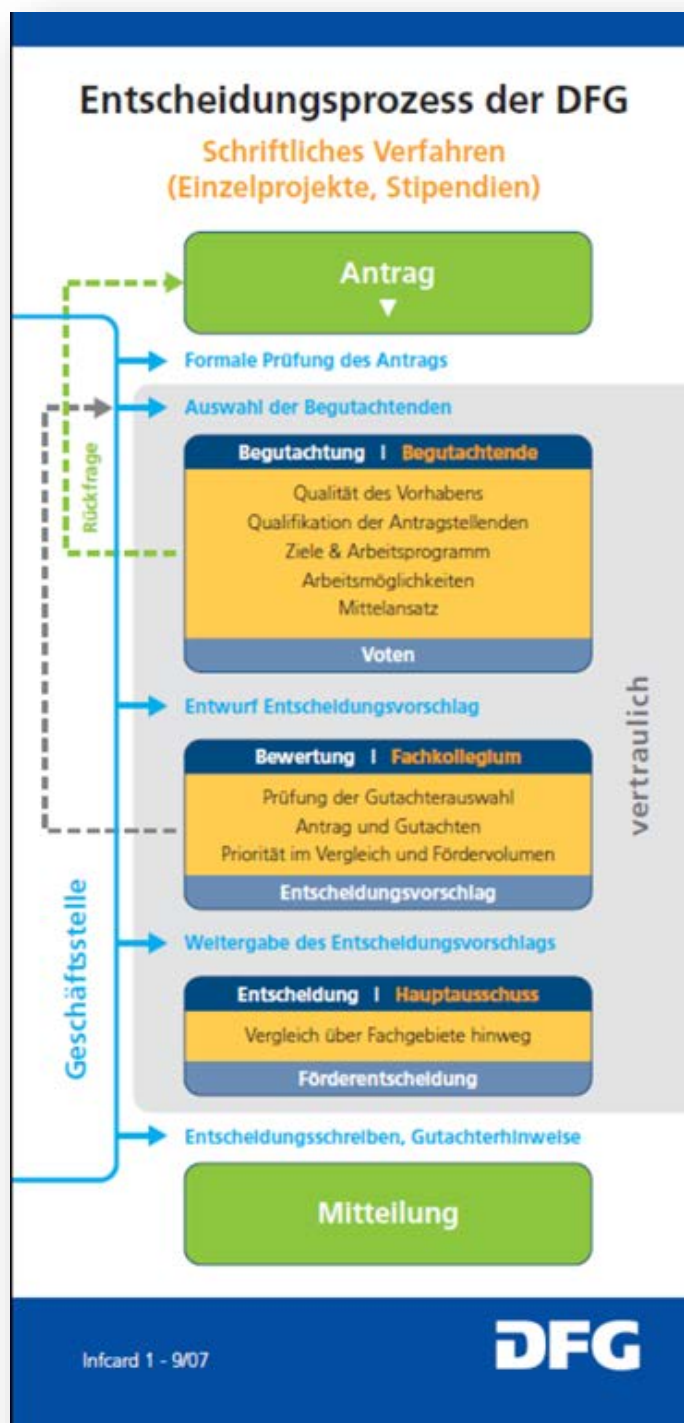 Entscheidungsprozess der DFG
Schriftliches Verfahren
(Einzelprojekte, Stipendien)
Antrag
Formale Prüfung des Antrags
Auswahl der Begutachtenden
Rückfrage
Begutachtung | Begutachtende
Qualität des Vorhabens
Qualifikation der Antragstellenden
Ziele & Arbeitsprogramm
Arbeitsmöglichkeiten
Mittelansatz
Voten
Entwurf Entscheidungsvorschlag
Bewertung | Fachkollegium
Prüfung der Gutachterauswahl
Antrag und Gutachten
Priorität im Vergleich und Fördervolumen
Entscheidungsvorschlag
vertraulich
Geschäftsstelle
Weitergabe des Entscheidungsvorschlags
Entscheidung | Hauptausschuss
Vergleich über Fachgebiete hinweg
Förderentscheidung
Entscheidungsschreiben, Gutachterhinweise
Mitteilung
Infcard 1 - 9/07
DFG